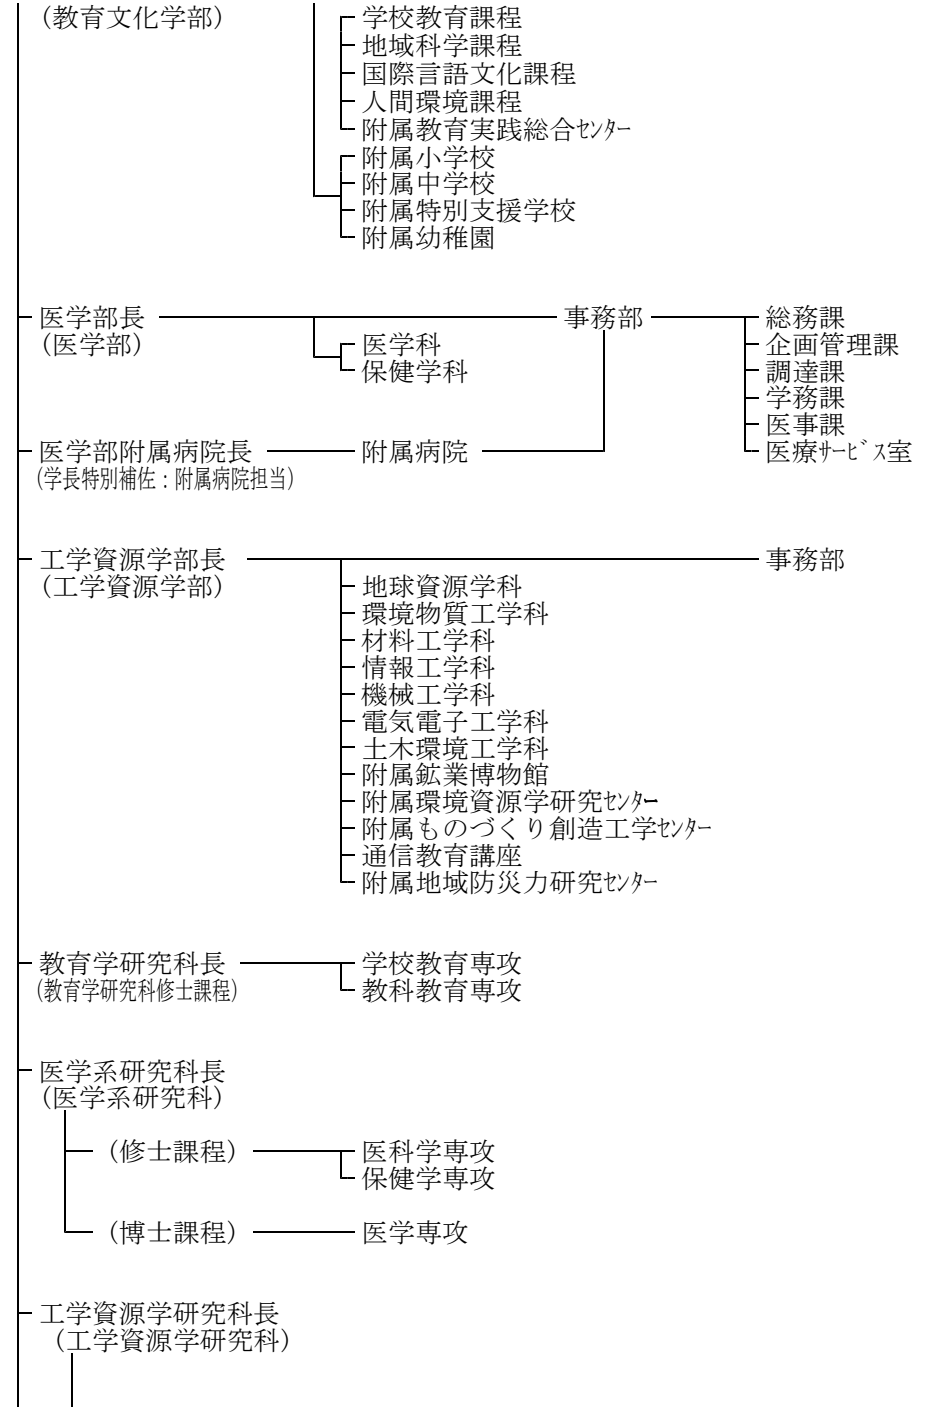 (教育文化学部) 学校教育課程
地域科学課程
国際言語文化課程
人間環境課程
附属教育実践総合ｾﾝﾀｰ
附属小学校
附属中学校
附属特別支援学校
附属幼稚園
医学部長 事務部 総務課
(医学部) 医学科 企画管理課
保健学科 調達課
学務課
医事課
医学部附属病院長 附属病院 医療ｻｰﾋﾞｽ室
(学長特別補佐：附属病院担当)
工学資源学部長 事務部
(工学資源学部) 地球資源学科
環境物質工学科
材料工学科
情報工学科
機械工学科
電気電子工学科
土木環境工学科
附属鉱業博物館
附属環境資源学研究ｾﾝﾀｰ
附属ものづくり創造工学ｾﾝﾀｰ
通信教育講座
附属地域防災力研究ｾﾝﾀｰ
教育学研究科長 学校教育専攻
(教育学研究科修士課程) 教科教育専攻
医学系研究科長
(医学系研究科)
(修士課程) 医科学専攻
保健学専攻
(博士課程) 医学専攻
工学資源学研究科長
(工学資源学研究科)